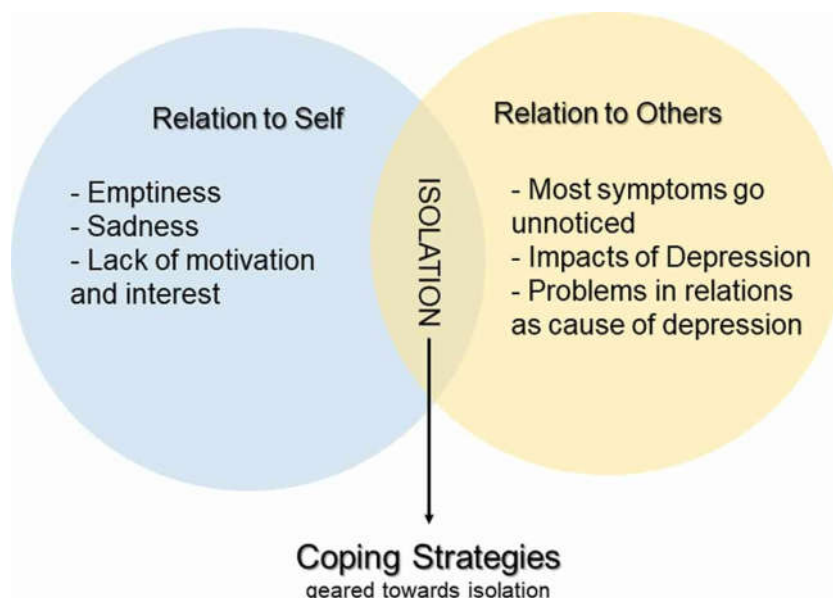 Relation to Self
- Emptiness
- Sadness
- Lack of motivation
and interest
ISOLATION
Relation to Others
- Most symptoms go
unnoticed
- Impacts of Depression
- Problems in relations
as cause of depression
Coping Strategies
geared towards isolation